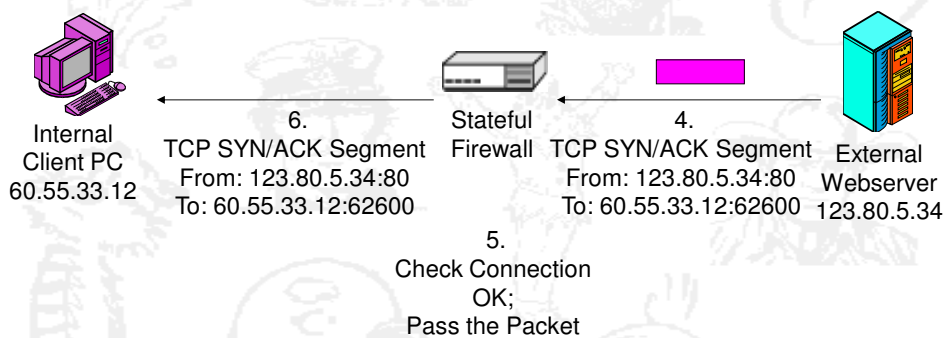 Internal
Client PC
60.55.33.12
6.
TCP SYN/ACK Segment
From: 123.80.5.34:80
To: 60.55.33.12:62600
Stateful
Firewall
4.
TCP SYN/ACK Segment
From: 123.80.5.34:80
To: 60.55.33.12:62600
External
Webserver
123.80.5.34
5.
Check Connection
OK;
Pass the Packet